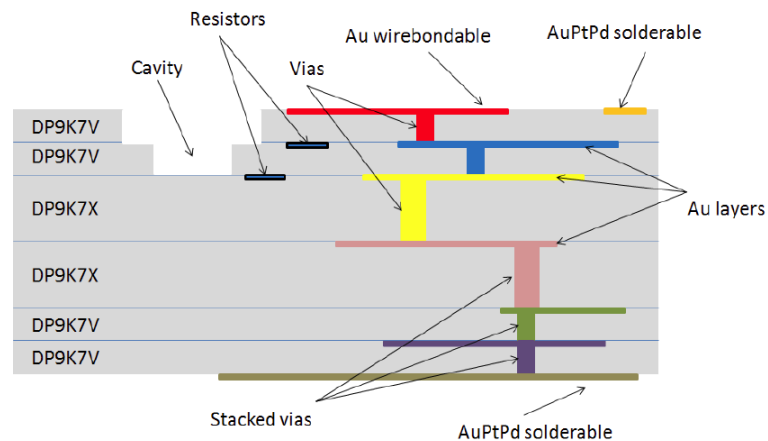 Resistors
Au wirebondable
AuPtPd solderable
Cavity
Vias
DP9K7V
DP9K7V
DP9K7X
Au layers
DP9K7X
DP9K7V
DP9K7V
Stacked vias
AuPtPd solderable